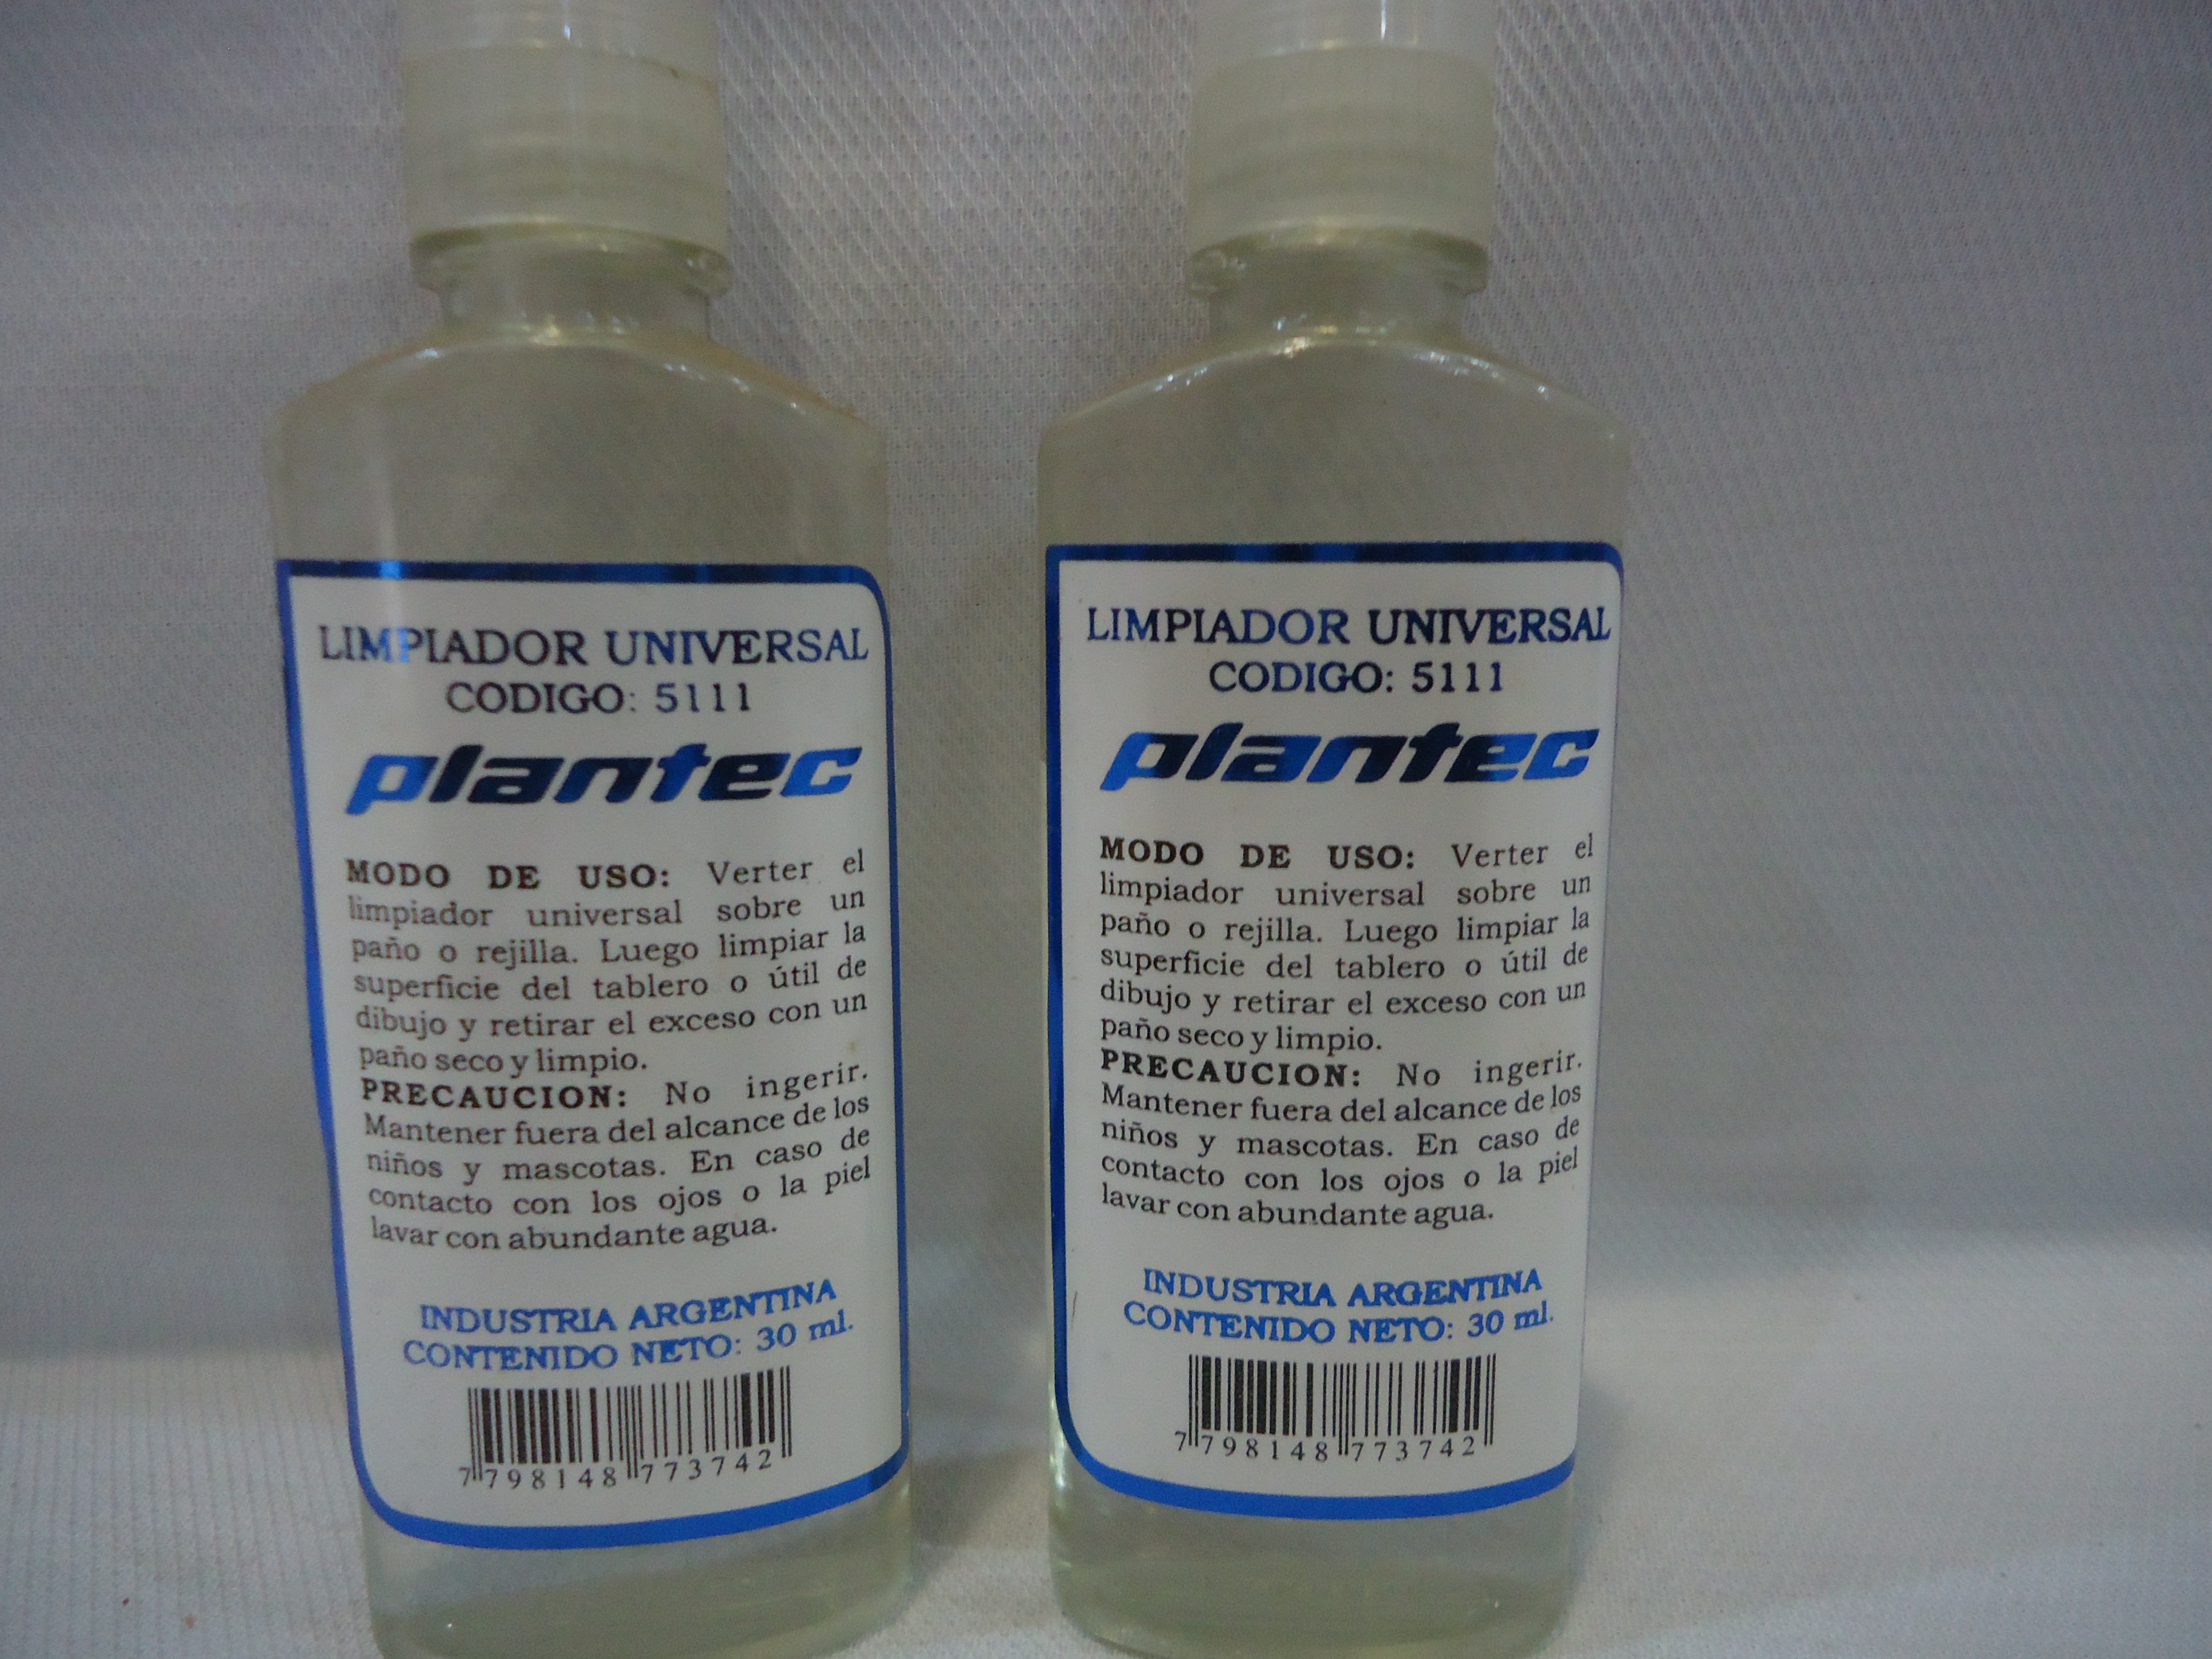 LIMPIADOR UNIVERSAL
CODIGO: 5111
plantec
MODO DE USO: Verter el
limpiador universal sobre un
paño o rejilla. Luego limpiar la
superficie del tablero o útil de
dibujo y retirar el exceso con un
paño seco y limpio.
PRECAUCION: No ingerir.
Mantener fuera del alcance de los
niños y mascotas. En caso de
contacto con los ojos o la piel
lavar con abundante agua.
INDUSTRIA ARGENTINA
CONTENIDO NETO: 30 ml.
7 798148 773742
LIMPIADOR UNIVERSAL
CODIGO: 5111
plantec
MODO DE USO: Verter el
limpiador universal sobre un
paño o rejilla. Luego limpiar la
superficie del tablero o útil de
dibujo y retirar el exceso con un
paño seco y limpio.
PRECAUCION: No ingerir.
Mantener fuera del alcance de los
niños y mascotas. En caso de
contacto con los ojos o la piel
lavar con abundante agua.
INDUSTRIA ARGENTINA
CONTENIDO NETO: 30 ml.
7 798148 773742